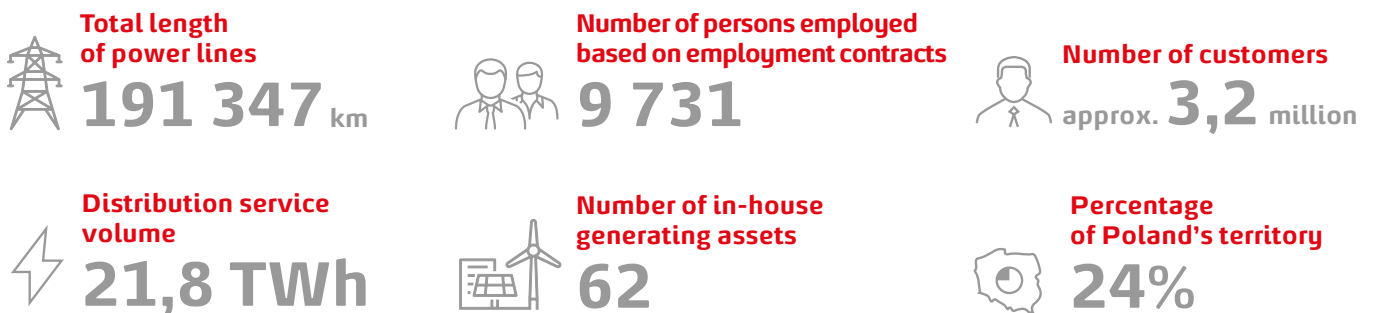 Total length
of power lines
191 347 km
Number of persons employed
based on employment contracts
9 731
Number of customers
approx. 3,2 million
Distribution service
volume
21,8 TWh
Number of in-house
generating assets
62
Percentage
of Poland's territory
24%